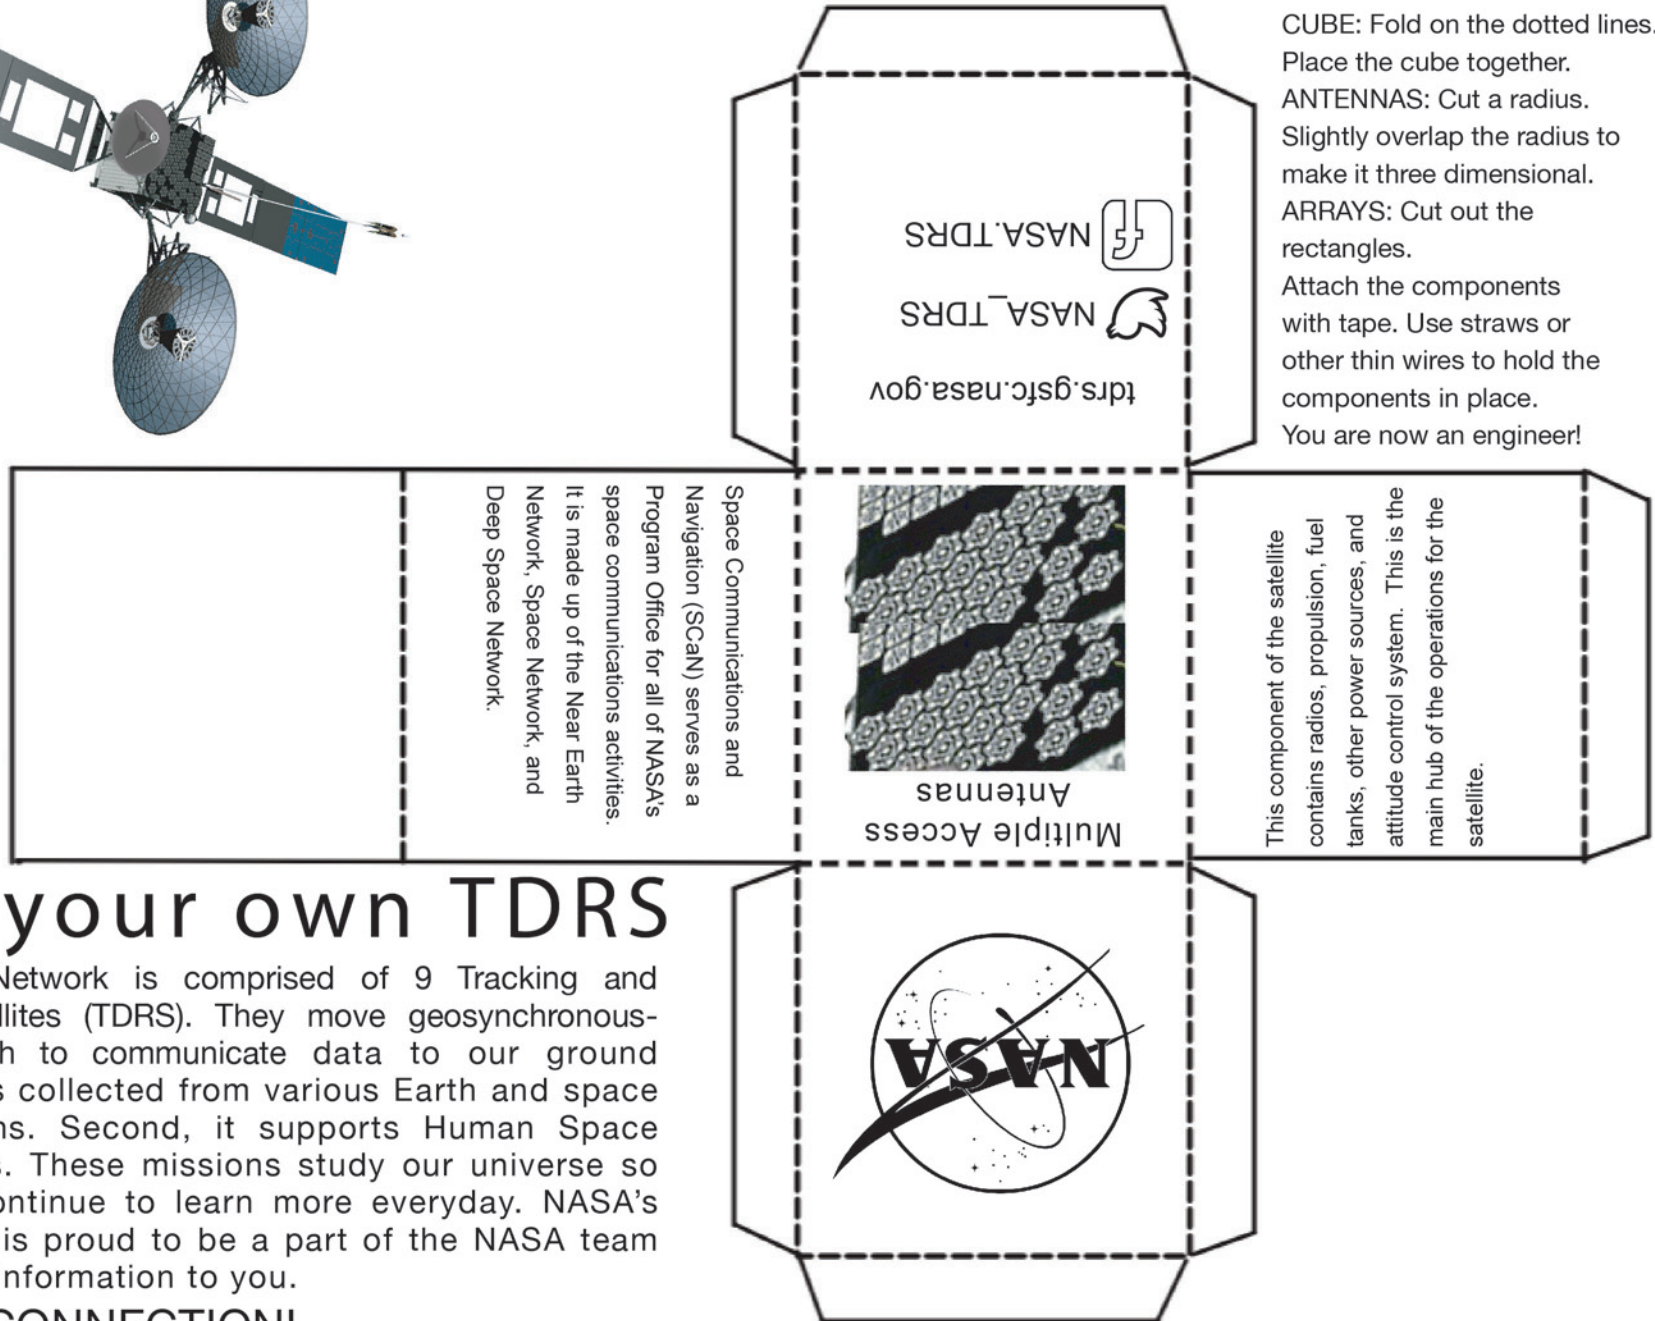 CUBE: Fold on the dotted lines.
Place the cube together.
ANTENNAS: Cut a radius.
Slightly overlap the radius to
make it three dimensional.
ARRAYS: Cut out the
rectangles.
Attach the components
with tape. Use straws or
other thin wires to hold the
components in place.
You are now an engineer!
tdrs.gsfc.nasa.gov
NASA_TDRS
NASA.TDRS
Space Communications and
Navigation (SCaN) serves as a
Program Office for all of NASA's
space communications activities.
It is made up of the Near Earth
Network, Space Network, and
Deep Space Network.
Multiple Access
Antennas
This component of the satellite
contains radios, propulsion, fuel
tanks, other power sources, and
attitude control system. This is the
main hub of the operations for the
satellite.
NASA
your own TDRS
Network is comprised of 9 Tracking and
llites (TDRS). They move geosynchronous-
h to communicate data to our ground
s collected from various Earth and space
ns. Second, it supports Human Space
s. These missions study our universe so
ontinue to learn more everyday. NASA's
is proud to be a part of the NASA team
nformation to you.
CONNECTION!